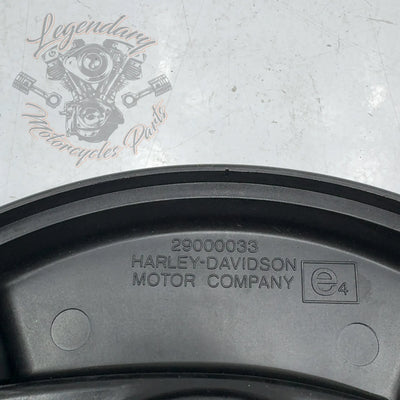 Legendary
Motorcycles Parts
29000033
HARLEY-DAVIDSON
MOTOR COMPANY
e4